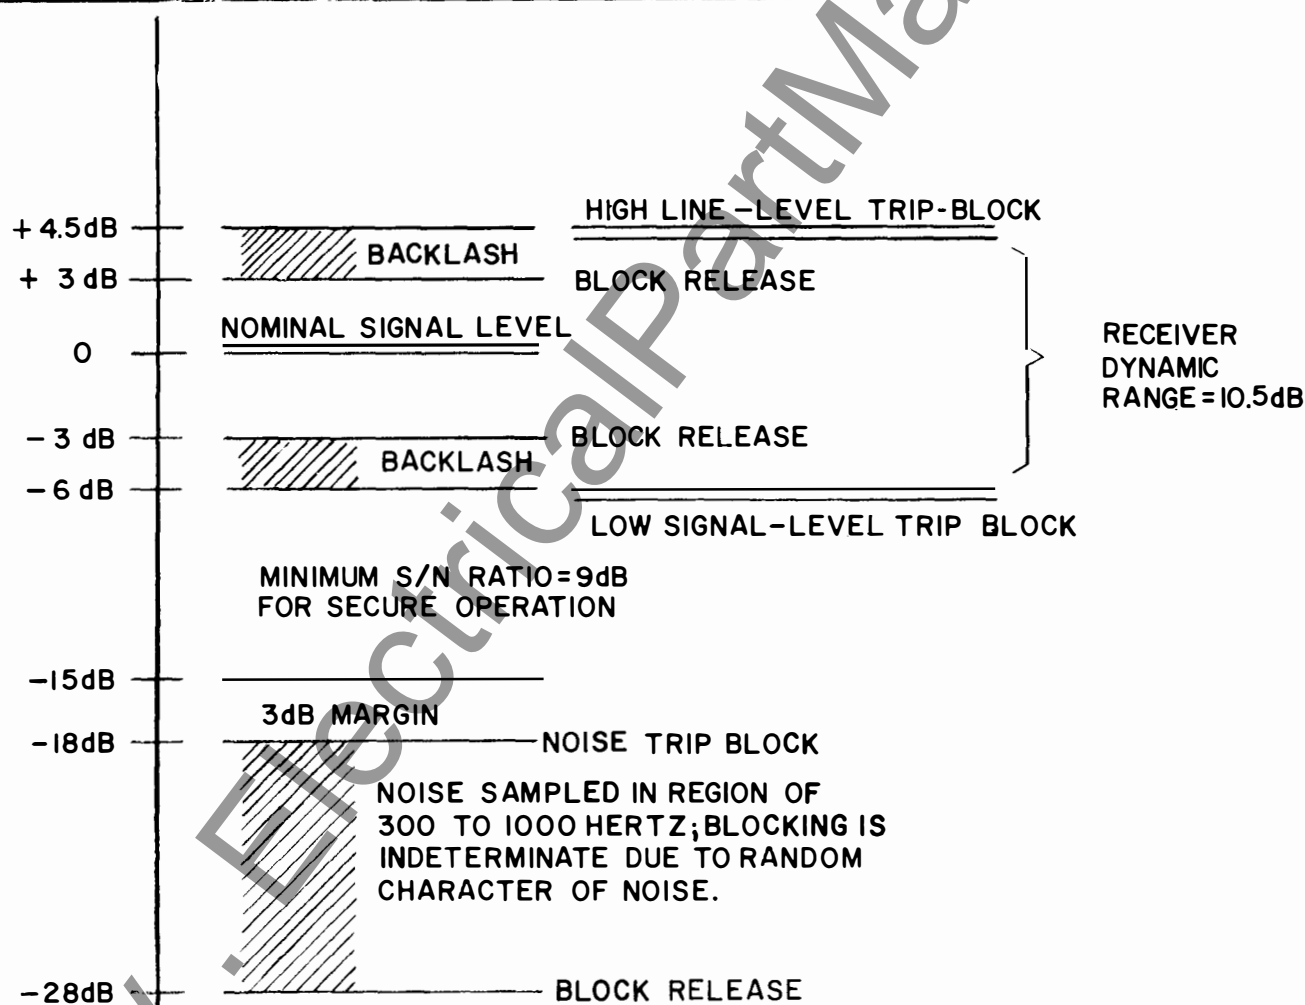 HIGH LINE-LEVEL TRIP-BLOCK
+ 4.5dB
BACKLASH
+ 3 dB
BLOCK RELEASE
NOMINAL SIGNAL LEVEL
0
RECEIVER
DYNAMIC
RANGE=10.5dB
- 3 dB
BLOCK RELEASE
BACKLASH
-6 dB
LOW SIGNAL-LEVEL TRIP BLOCK
MINIMUM S/N RATIO=9dB
FOR SECURE OPERATION
-15dB
3dB MARGIN
-18dB
NOISE TRIP BLOCK
NOISE SAMPLED IN REGION OF
300 TO 1000 HERTZ; BLOCKING IS
INDETERMINATE DUE TO RANDOM
CHARACTER OF NOISE.
-28dB
BLOCK RELEASE
. ElectricalPartMa